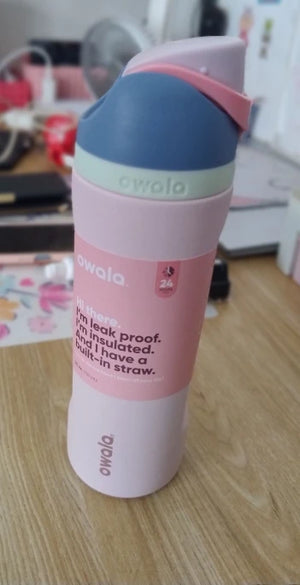 owala
owala
24
Hi there.
I'm leak proof.
I'm insulated.
And I have a
built-in straw.
owala